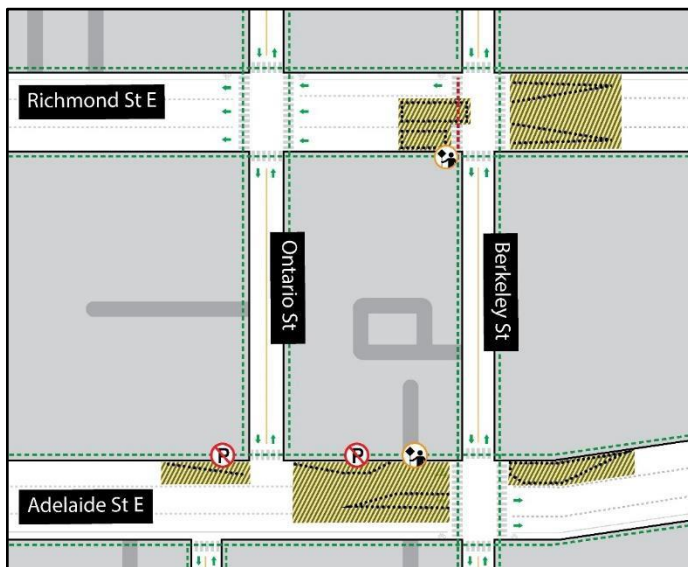 Richmond St E
Ontario St
Berkeley St
P
P
Adelaide St E